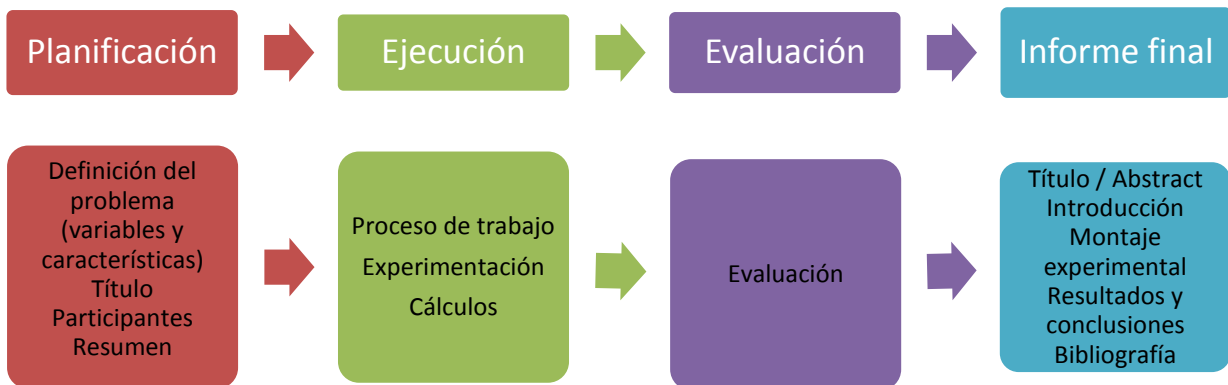 Planificación
Ejecución
Evaluación
Informe final
Definición del
problema
(variables y
características)
Título
Participantes
Resumen
Proceso de trabajo
Experimentación
Cálculos
Evaluación
Título / Abstract
Introducción
Montaje
experimental
Resultados y
conclusiones
Bibliografía